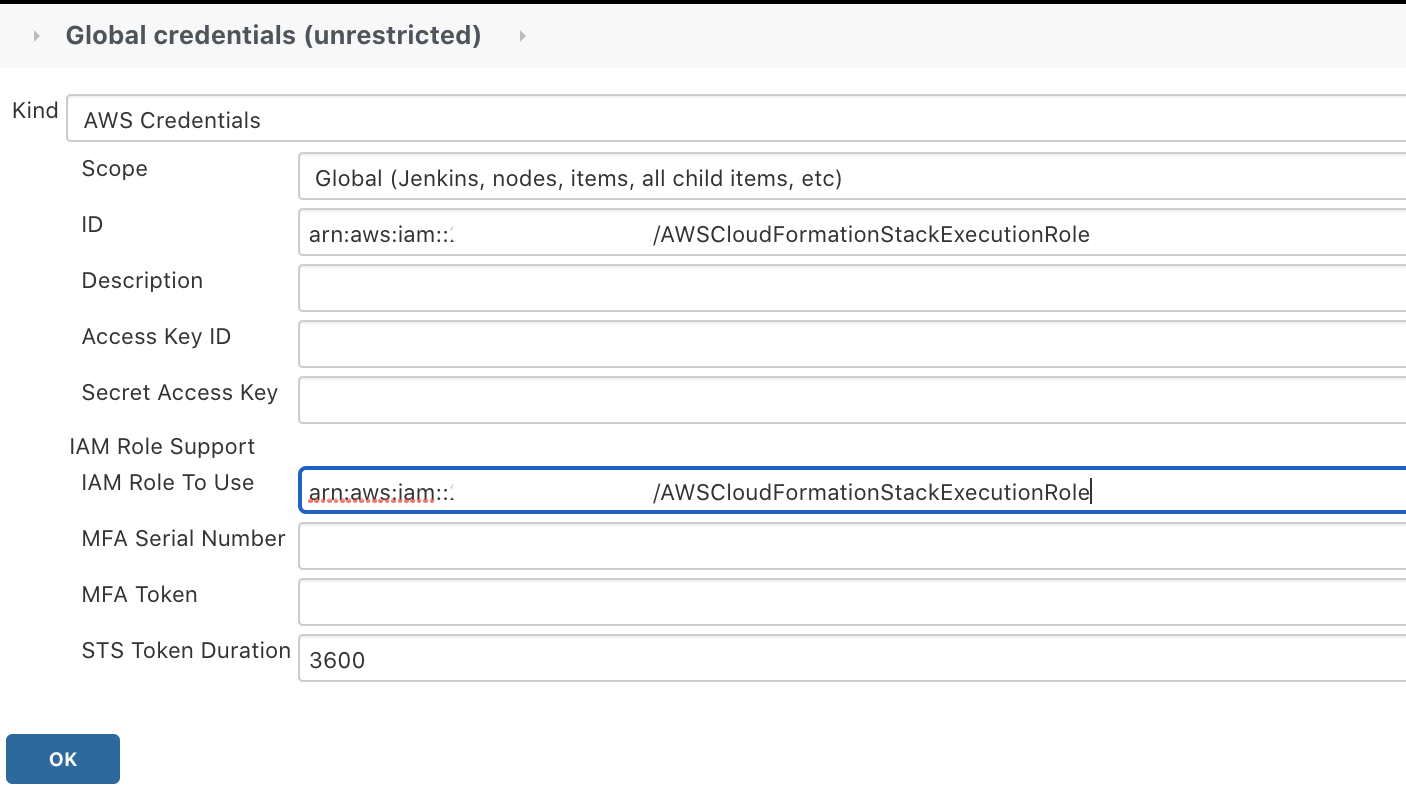 Global credentials (unrestricted)
Kind
AWS Credentials
Scope
Global (Jenkins, nodes, items, all child items, etc)
ID
arn:aws:iam:: /AWSCloudFormationStackExecutionRole
Description
Access Key ID
Secret Access Key
IAM Role Support
IAM Role To Use
arn:aws:iam:: /AWSCloudFormationStackExecutionRole
MFA Serial Number
MFA Token
STS Token Duration
3600
OK